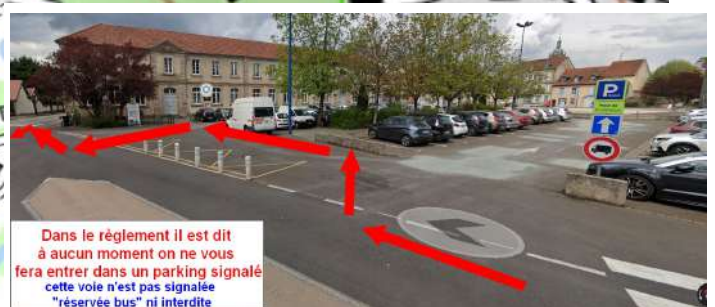 P
Dans le règlement il est dit
à aucun moment on ne vous
fera entrer dans un parking signalé
cette voie n'est pas signalée
"réservée bus" ni interdite